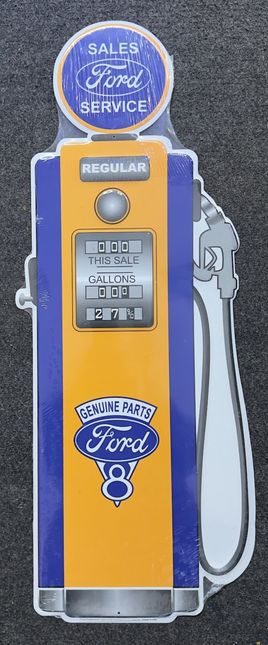 SALES
Ford
SERVICE
REGULAR
000
THIS SALE
GALLONS
000
27
GENUINE PARTS
Ford
8